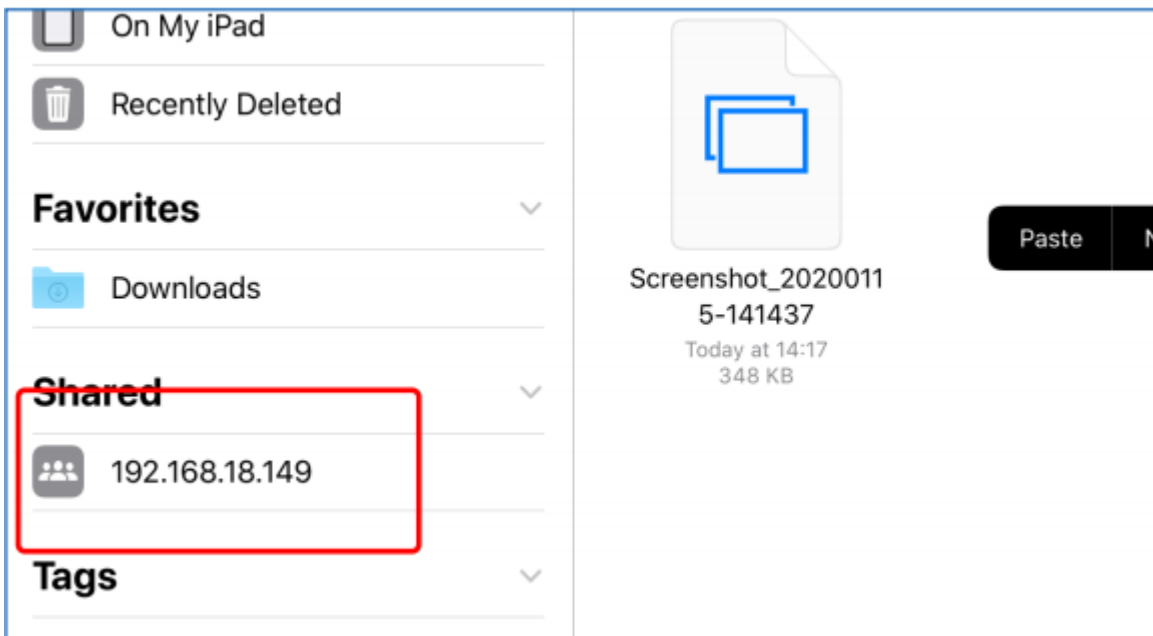 On My iPad
Recently Deleted
Favorites
Downloads
Shared
192.168.18.149
Tags
Screenshot_2020011
5-141437
Today at 14:17
348 KB
Paste